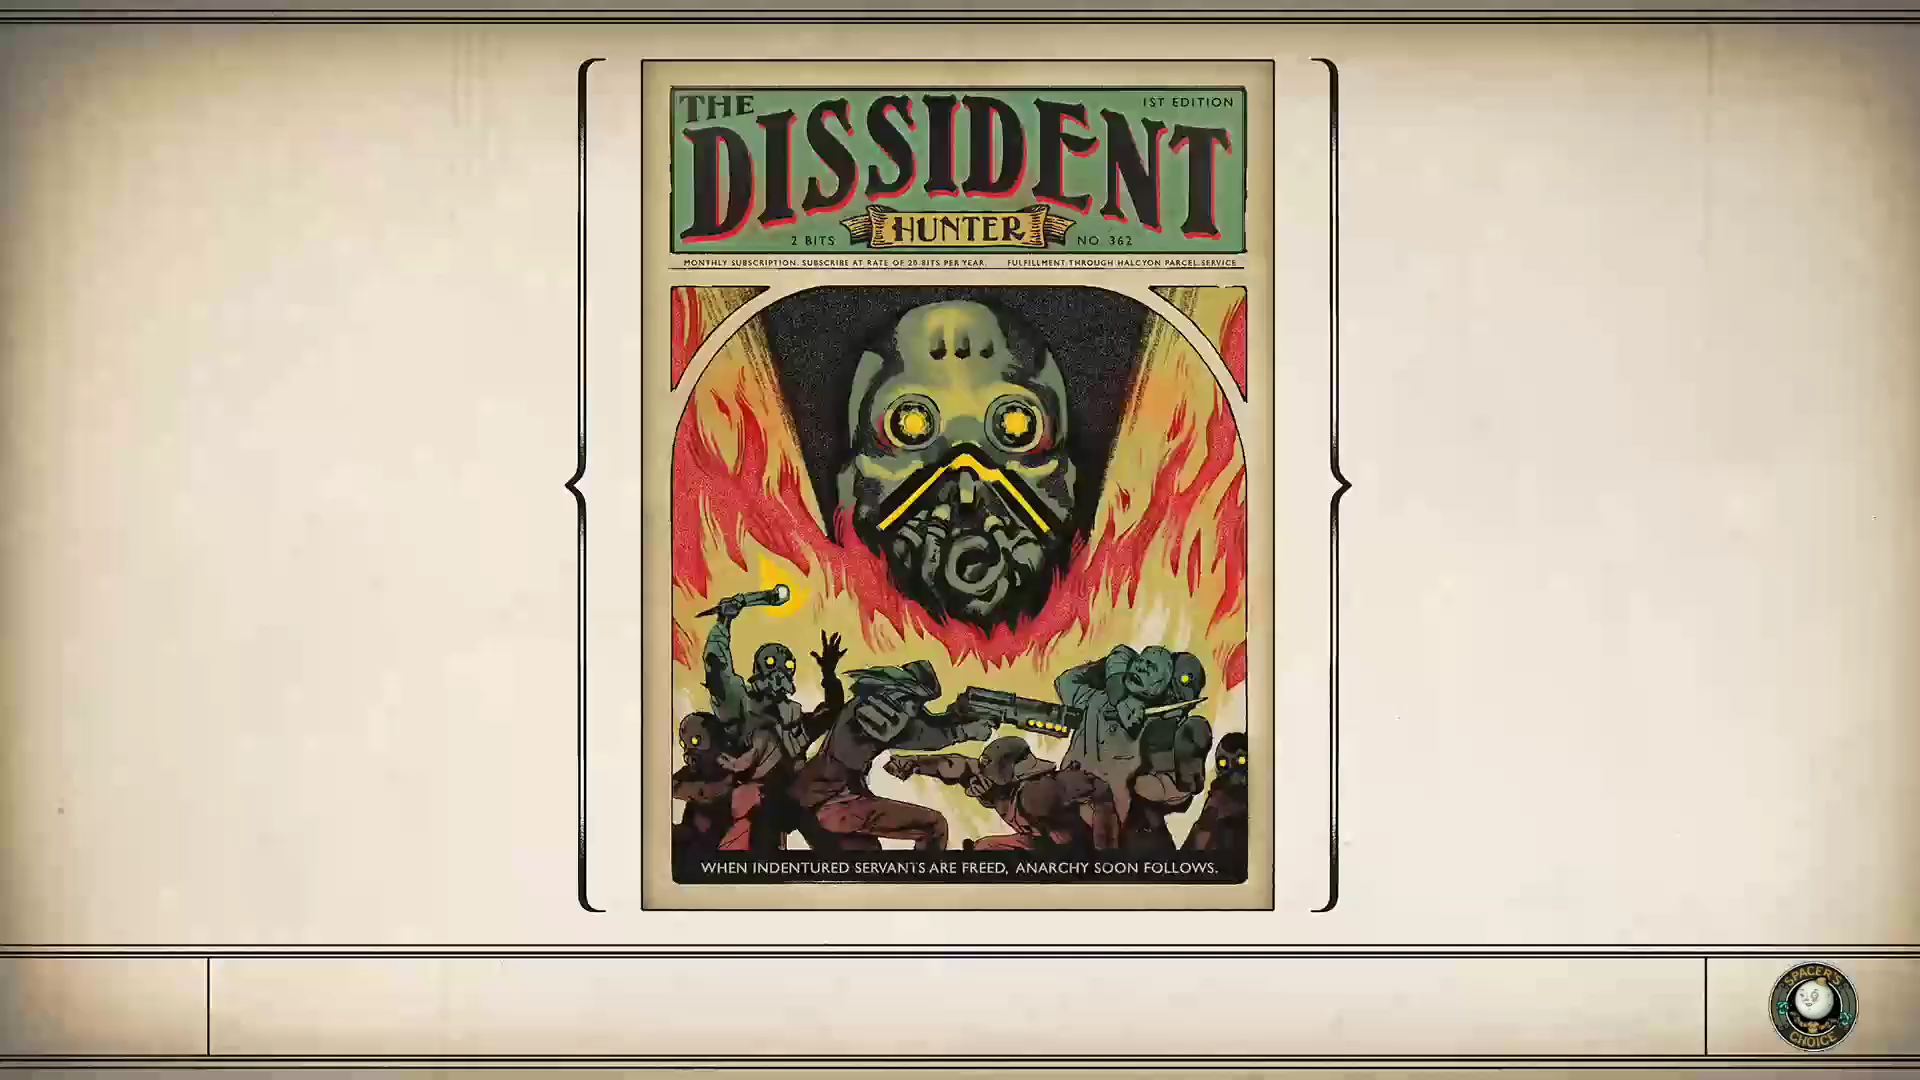 THE
1ST EDITION
DISSIDENT
HUNTER
2 BITS
NO 362
MONTHLY SUBSCRIPTION. SUBSCRIBE AT RATE OF 20 BITS PER YEAR.
FULFILLMENT THROUGH HALCYON PARCEL SERVICE
WHEN INDENTURED SERVANTS ARE FREED, ANARCHY SOON FOLLOWS.
SPACER'S
CHOICE